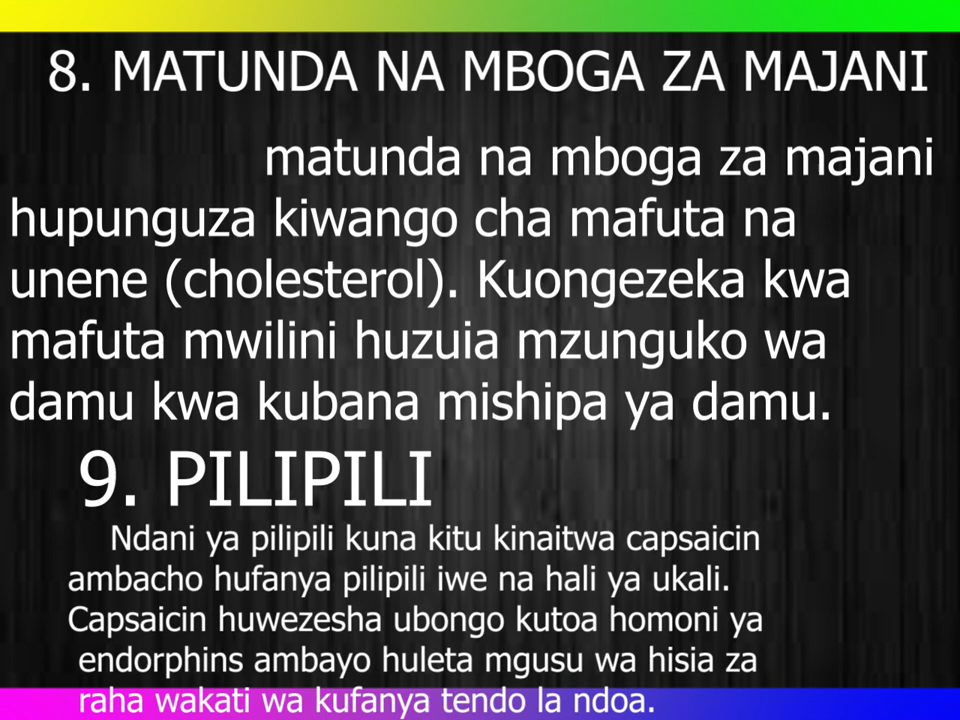 8. MATUNDA NA MBOGA ZA MAJANI
matunda na mboga za majani
hupunguza kiwango cha mafuta na
unene (cholesterol). Kuongezeka kwa
mafuta mwilini huzuia mzunguko wa
damu kwa kubana mishipa ya damu.
9. PILIPILI
Ndani ya pilipili kuna kitu kinaitwa capsaicin
ambacho hufanya pilipili iwe na hali ya ukali.
Capsaicin huwezesha ubongo kutoa homoni ya
endorphins ambayo huleta mgusu wa hisia za
raha wakati wa kufanya tendo la ndoa.